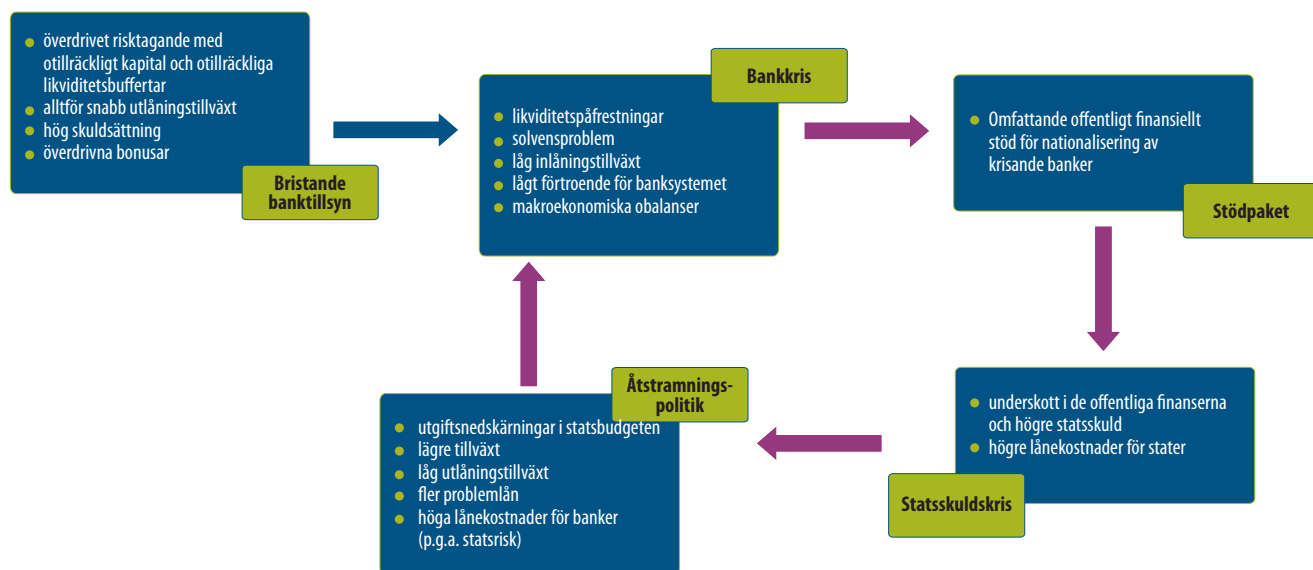 överdrivet risktagande med
otillräckligt kapital och otillräckliga
likviditetsbuffertar
alltför snabb utlåningstillväxt
hög skuldsättning
överdrivna bonusar
Bristande
banktillsyn
Bankkris
likviditetspåfrestningar
solvensproblem
låg inlåningstillväxt
lågt förtroende för banksystemet
makroekonomiska obalanser
Omfattande offentligt finansiellt
stöd för nationalisering av
krisande banker
Stödpaket
underskott i de offentliga finanserna
och högre statsskuld
högre lånekostnader för stater
Statsskuldskris
Åtstramnings-
politik
utgiftsnedskärningar i statsbudgeten
lägre tillväxt
låg utlåningstillväxt
fler problemlån
höga lånekostnader för banker
(p.g.a. statsrisk)